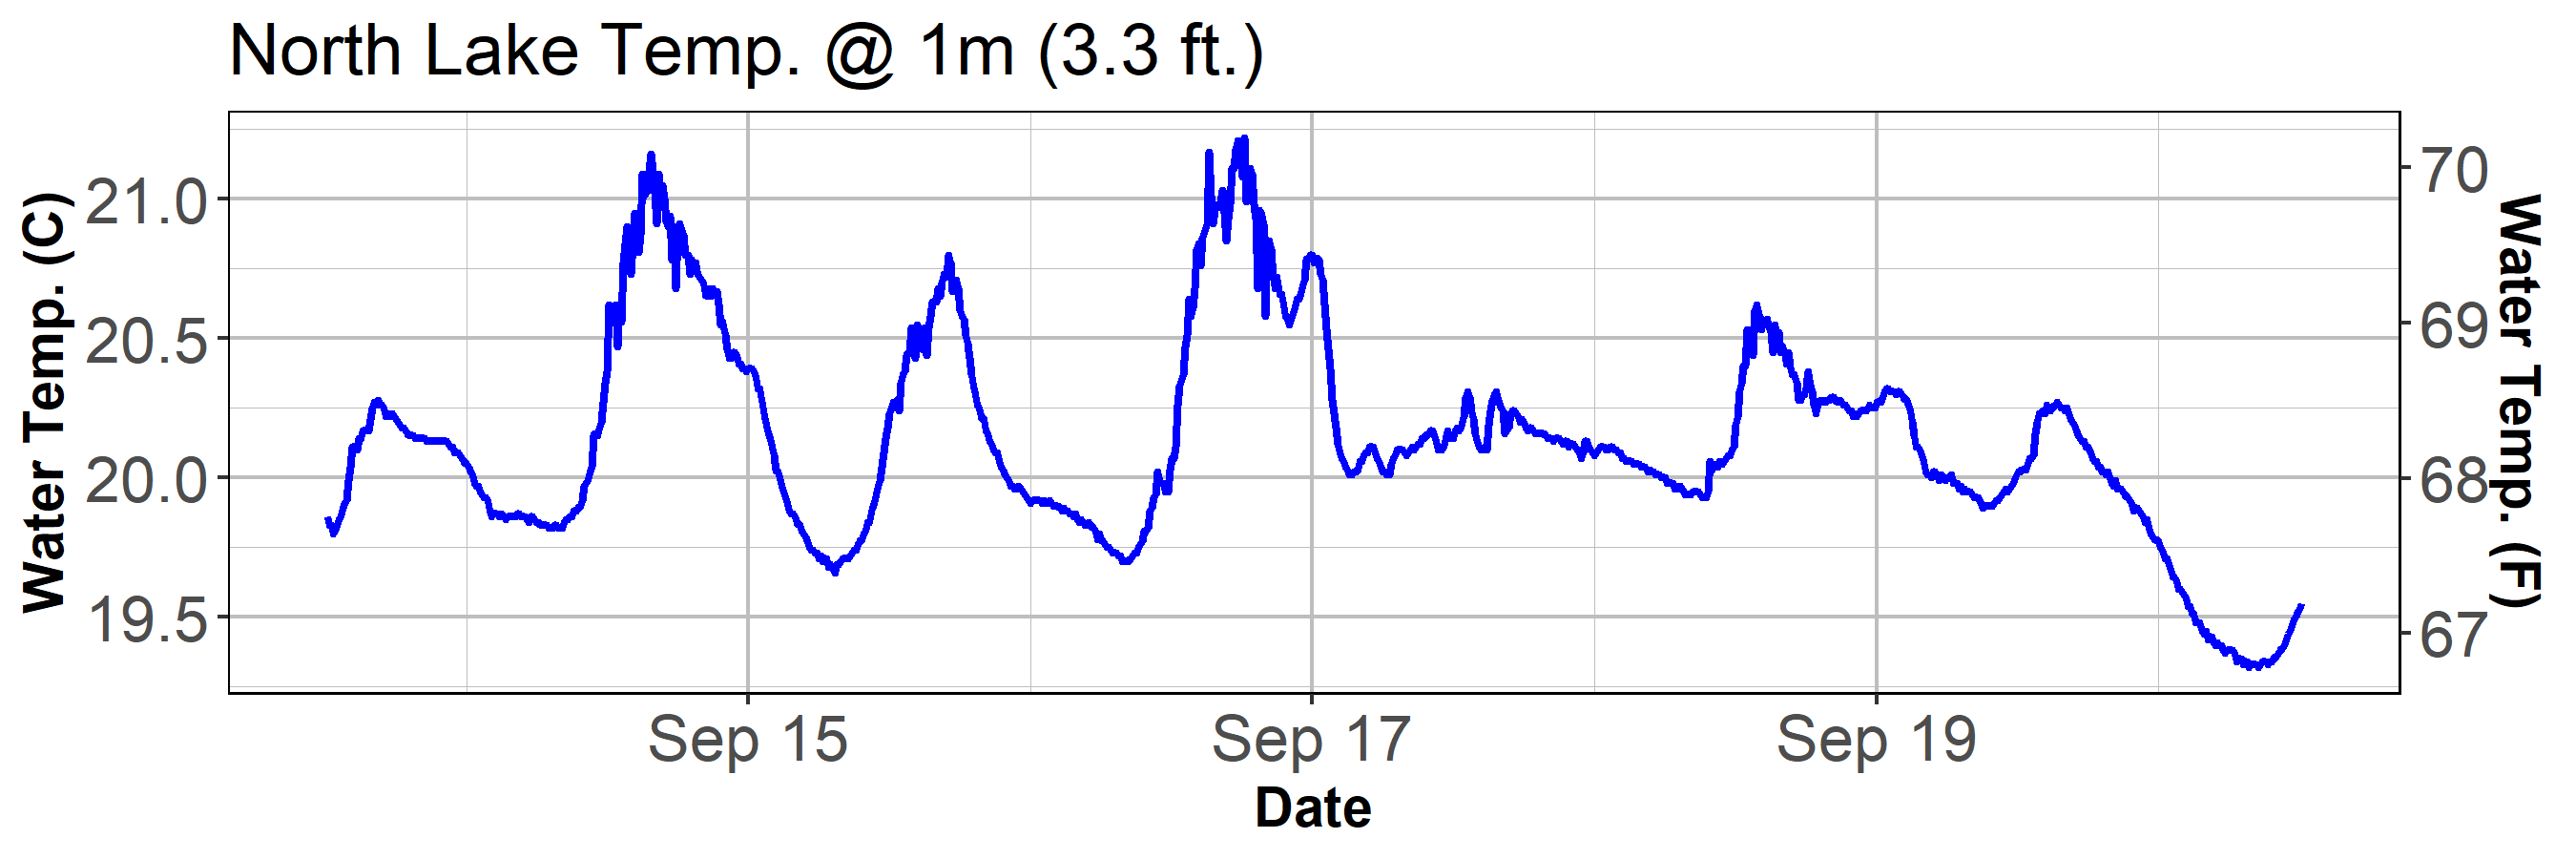 North Lake Temp. @ 1m (3.3 ft.)
Water Temp. (C)
21.0
20.5
20.0
19.5
70
69
68
67
Water Temp. (F)
Sep 15
Sep 17
Sep 19
Date